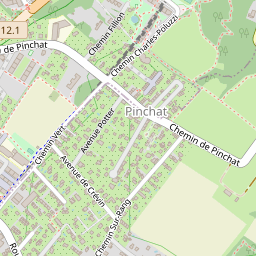 Chemin Fillion
12.1
n de Pinchat
Chemin Charles-Poluzzi
Pinchat
Chemin de Pinchat
Chemin Vert
Avenue Potter
Avenue de Crévin
Chemin Sur-Rang
Rou